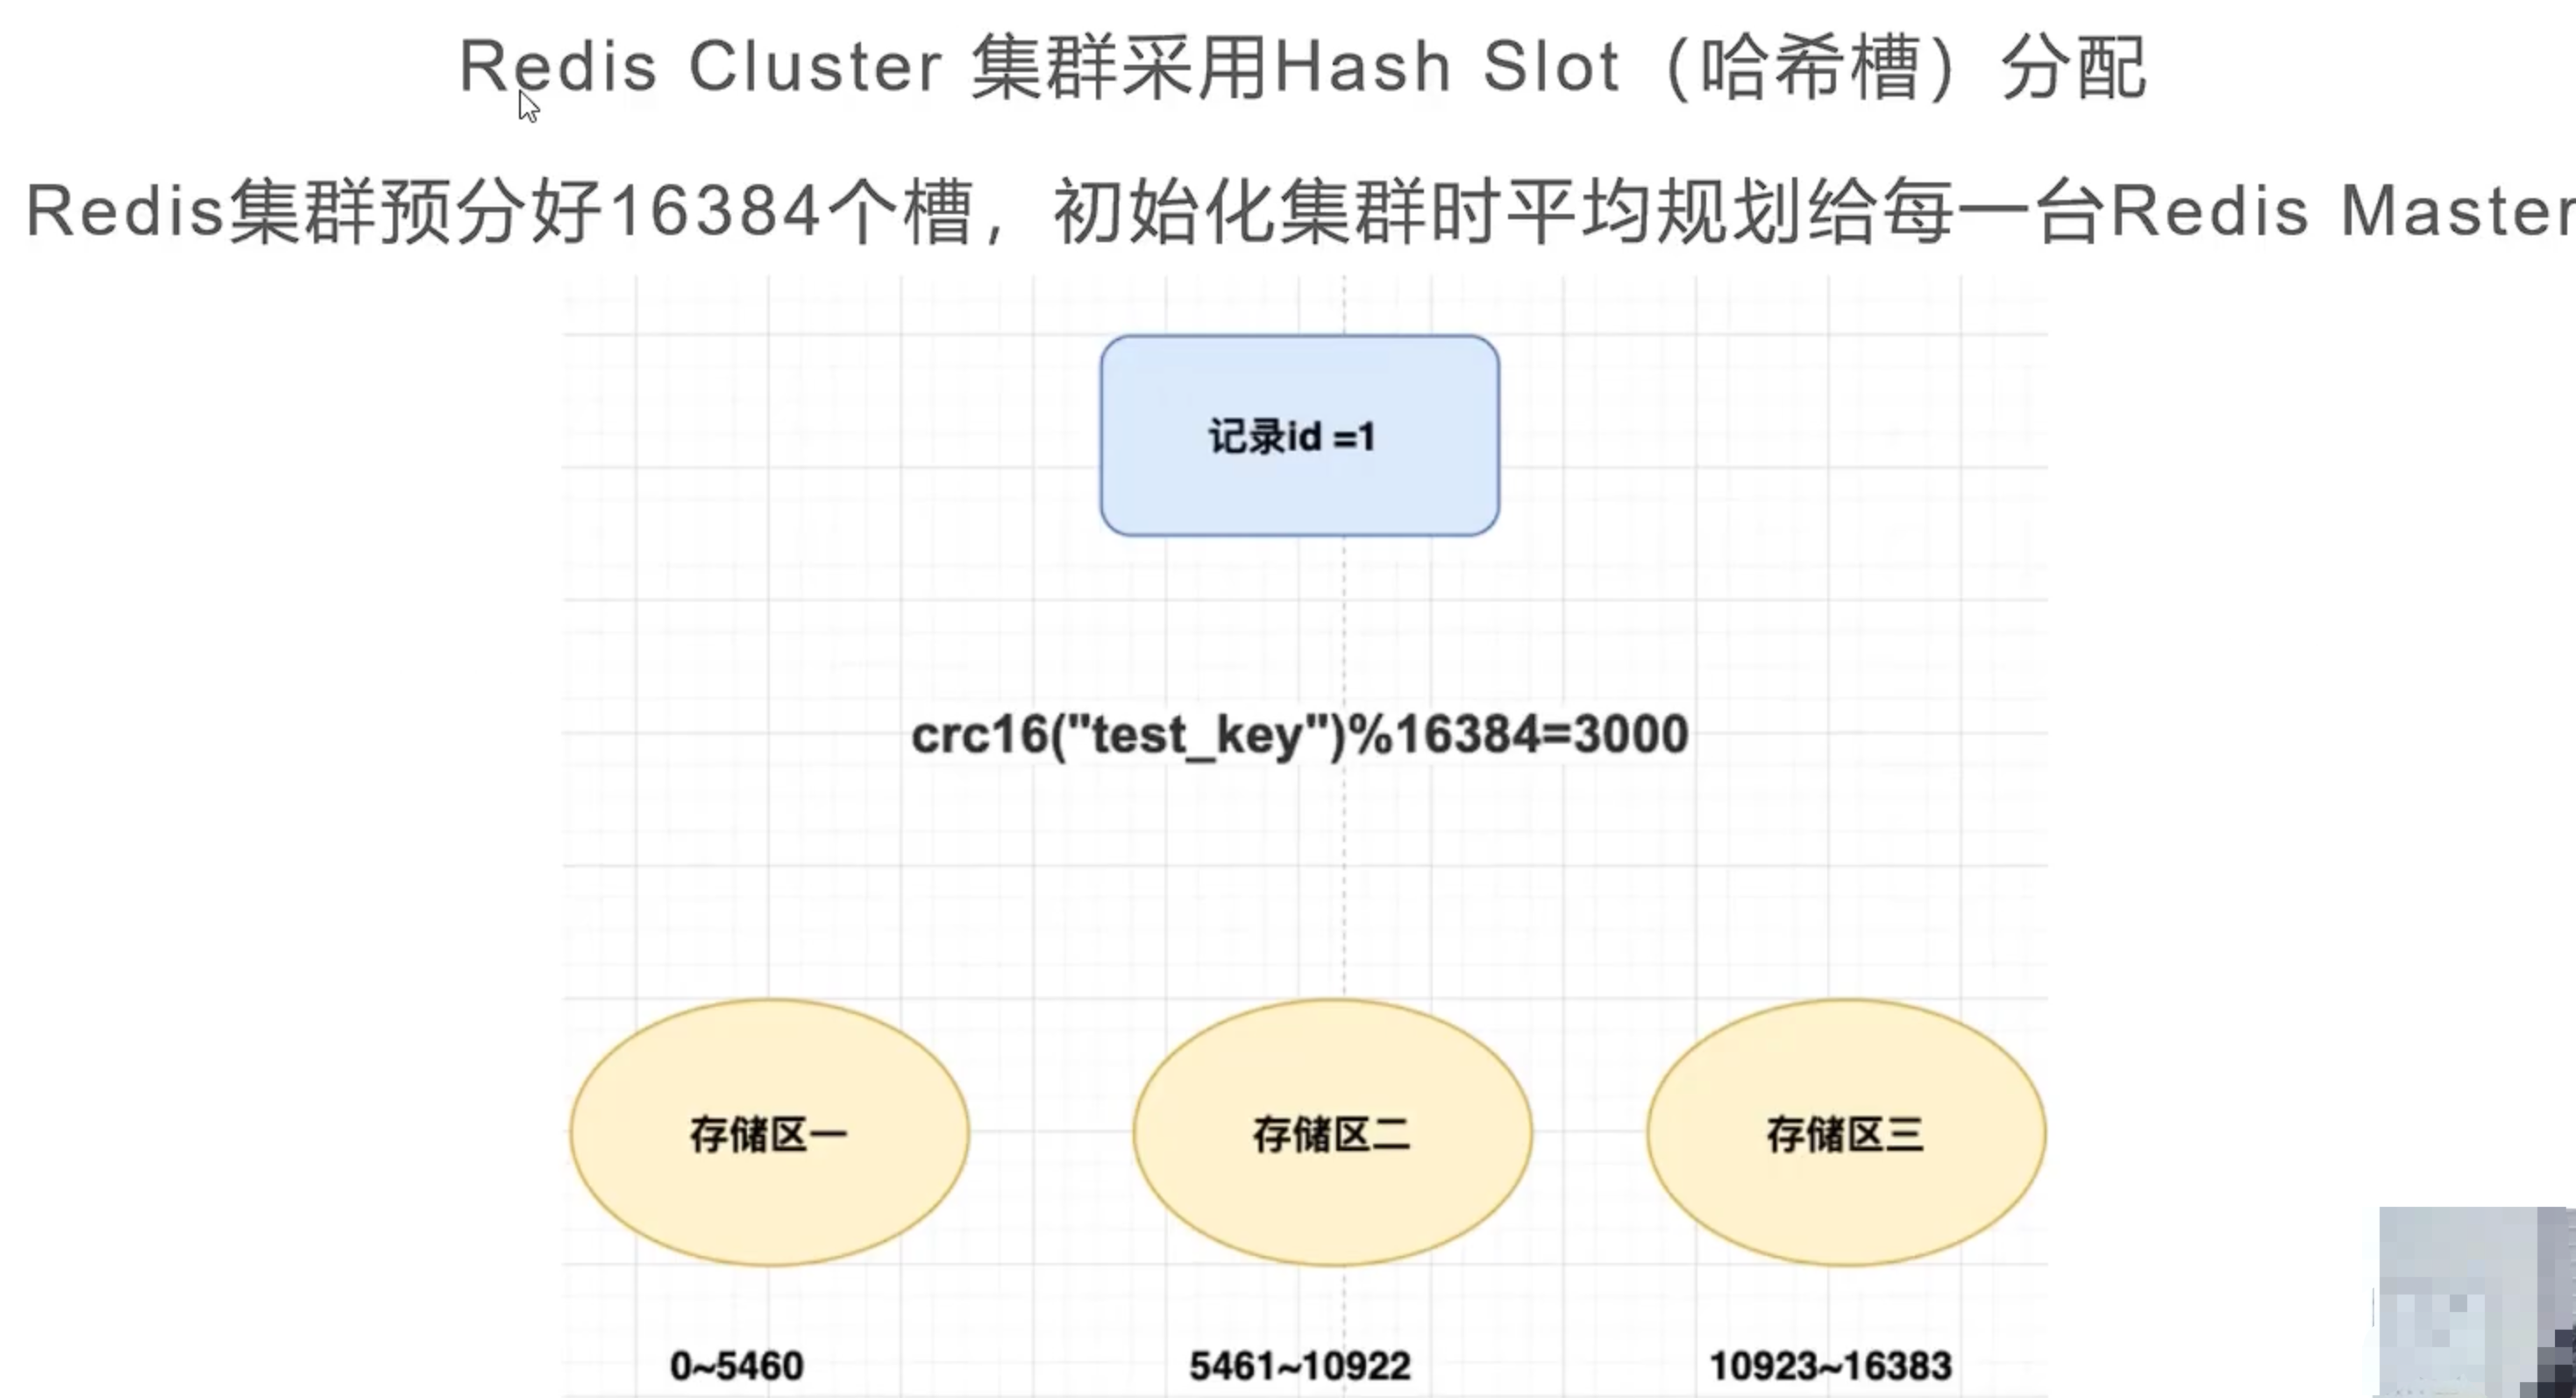 Redis Cluster 集群采用Hash Slot（哈希槽）分配
Redis集群预分好16384个槽，初始化集群时平均规划给每一台Redis Master
记录id =1
crc16("test_key")%16384=3000
存储区一
存储区二
存储区三
0~5460
5461~10922
10923~16383